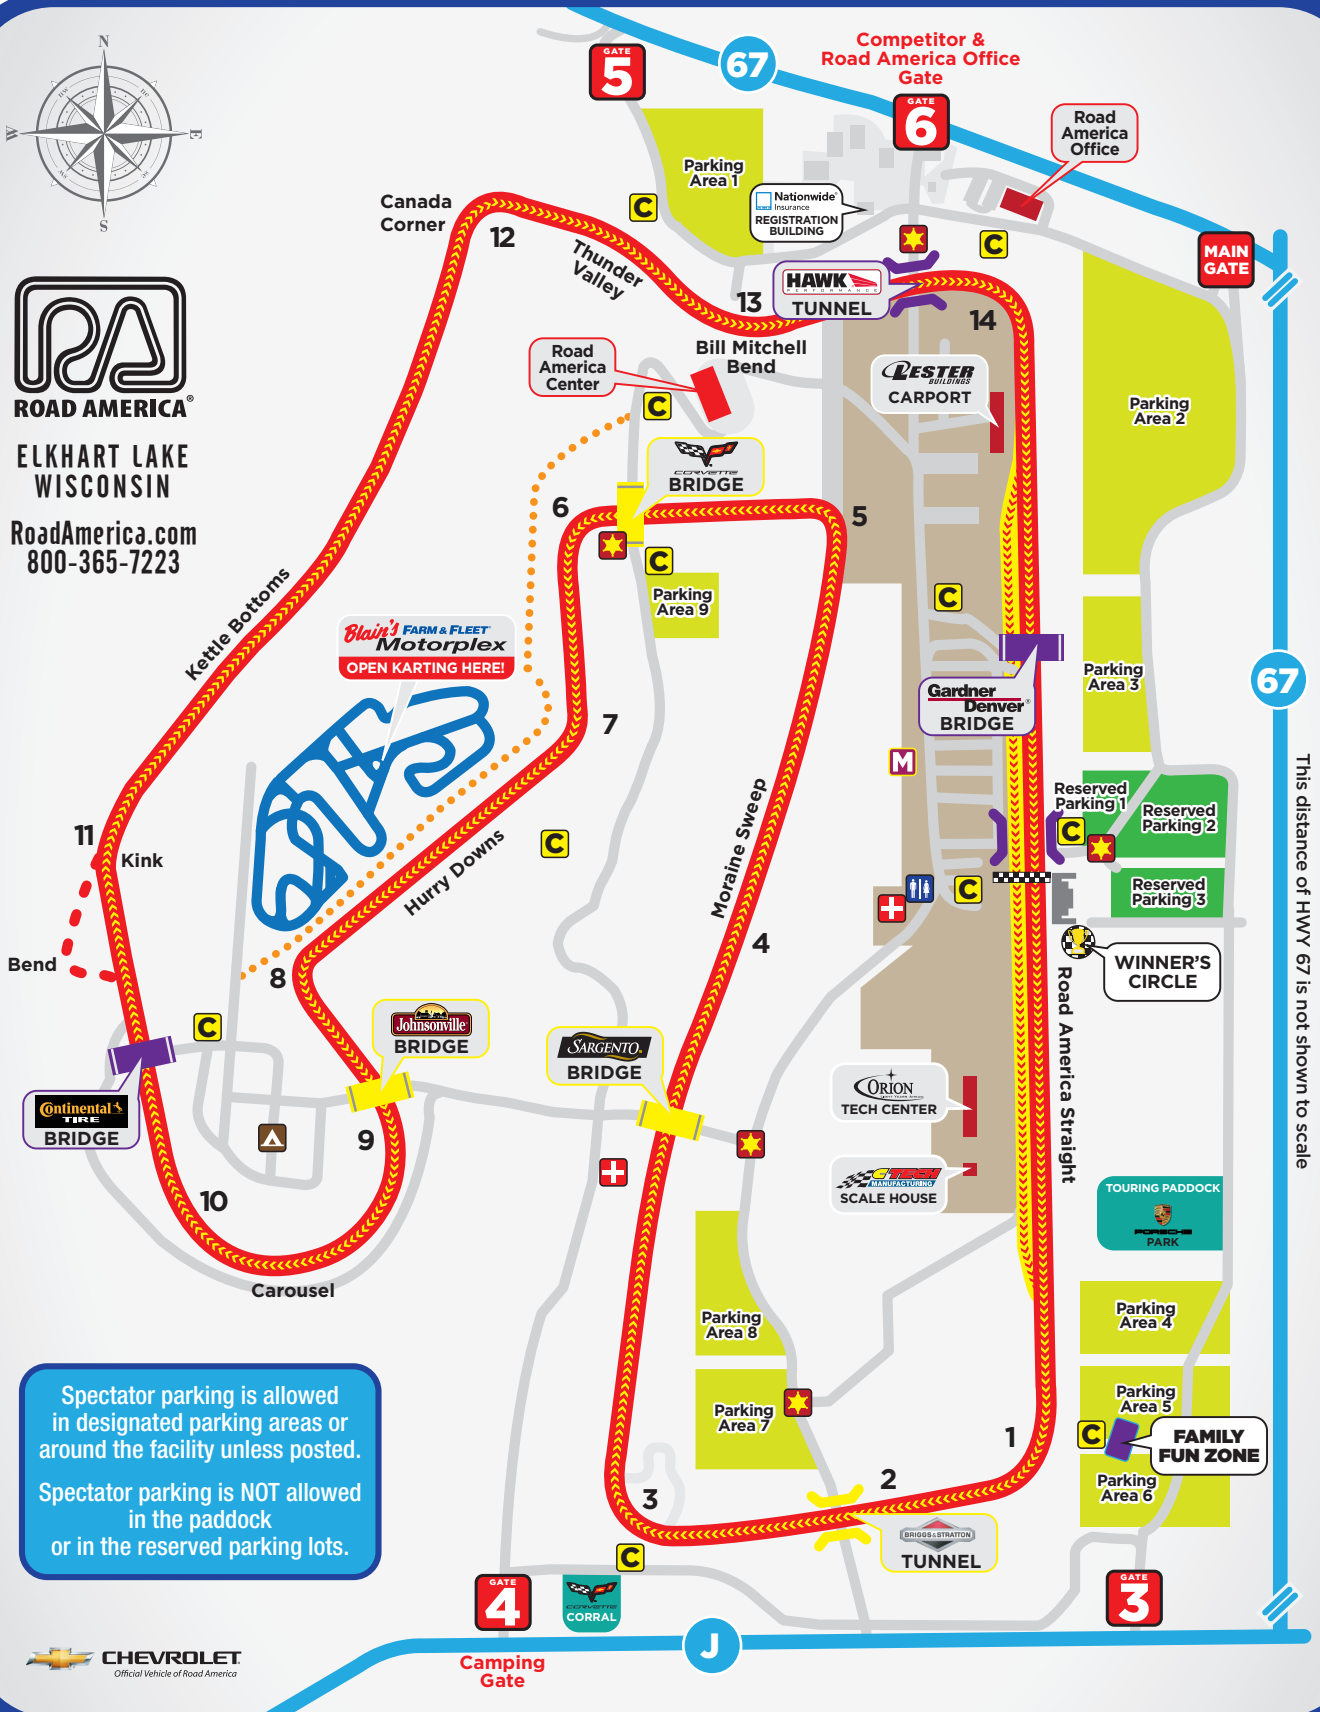 N
W
E
S
nw
ne
sw
se
GATE
5
67
Competitor &
Road America Office
Gate
GATE
6
Road
America
Office
Parking
Area 1
Nationwide®
Insurance
REGISTRATION
BUILDING
C
C
MAIN
GATE
Canada
Corner
12
Thunder
Valley
13
HAWK
PERFORMANCE
TUNNEL
14
ROAD AMERICA®
ELKHART LAKE
WISCONSIN
RoadAmerica.com
800-365-7223
Bill Mitchell
Bend
Road
America
Center
C
LESTER
BUILDINGS
CARPORT
Parking
Area 2
CORVETTE
BRIDGE
6
5
C
Parking
Area 9
C
Kettle Bottoms
Blain's FARM & FLEET®
Motorplex
OPEN KARTING HERE!
7
Gardner
Denver®
BRIDGE
Parking
Area 3
67
M
This distance of HWY 67 is not shown to scale
Reserved
Parking 1
C
Reserved
Parking 2
Reserved
Parking 3
11
Kink
Hurry Downs
C
Moraine Sweep
C
4
Bend
8
WINNER'S
CIRCLE
Road America Straight
C
Johnsonville
BRIDGE
SARGENTO.
BRIDGE
Continental
TIRE
BRIDGE
9
10
Carousel
ORION
TECH CENTER
C-TECH
MANUFACTURING
SCALE HOUSE
TOURING PADDOCK
PORSCHE
PARK
Parking
Area 4
Parking
Area 8
Parking
Area 7
Parking
Area 5
C
FAMILY
FUN ZONE
Parking
Area 6
1
2
3
BRIGGS & STRATTON
TUNNEL
Spectator parking is allowed
in designated parking areas or
around the facility unless posted.
Spectator parking is NOT allowed
in the paddock
or in the reserved parking lots.
C
GATE
4
CORVETTE
CORRAL
GATE
3
J
Camping
Gate
CHEVROLET
Official Vehicle of Road America